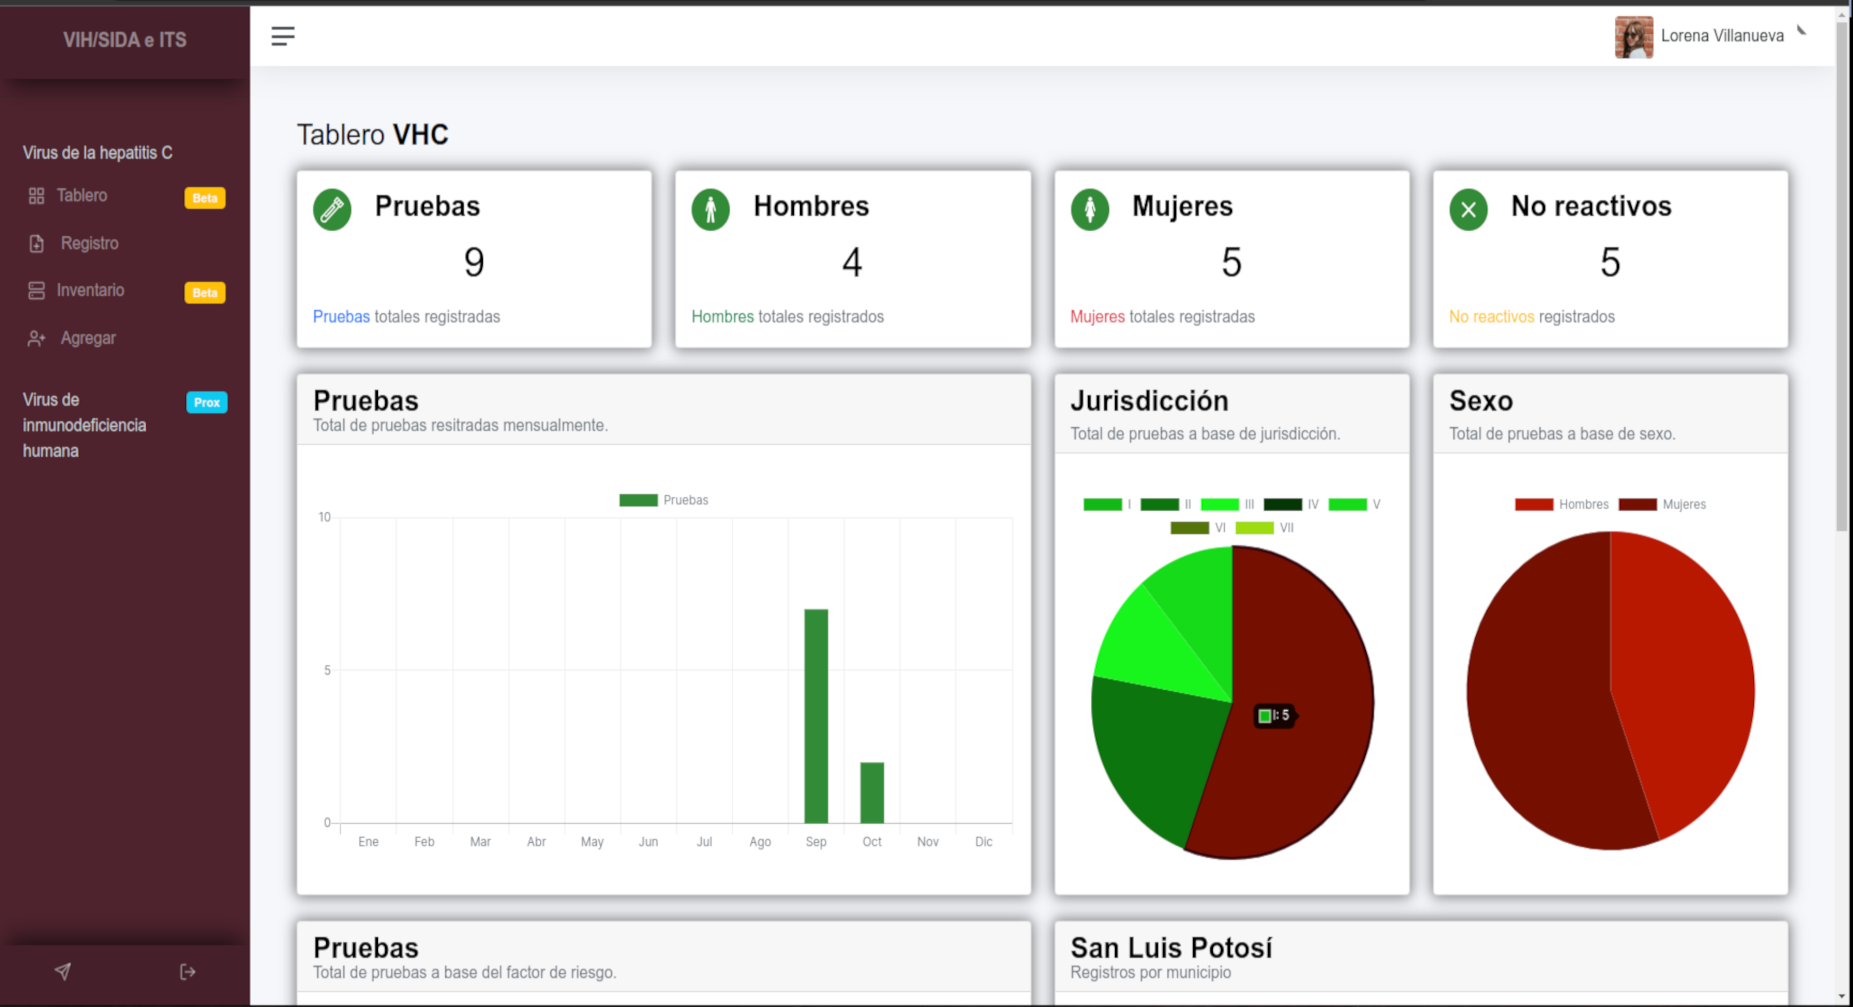 VIH/SIDA e ITS
Lorena Villanueva
Virus de la hepatitis C
Tablero Beta
Registro
Inventario Beta
Agregar
Virus de Prox
inmunodeficiencia
humana
Tablero VHC
Pruebas
9
Pruebas totales registradas
Hombres
4
Hombres totales registrados
Mujeres
5
Mujeres totales registradas
No reactivos
5
No reactivos registrados
Pruebas
Total de pruebas resitradas mensualmente.
Pruebas
10
5
0
Ene Feb Mar Abr May Jun Jul Ago Sep Oct Nov Dic
Jurisdicción
Total de pruebas a base de jurisdicción.
I II III IV V
VI VII
I: 5
Sexo
Total de pruebas a base de sexo.
Hombres Mujeres
Pruebas
Total de pruebas a base del factor de riesgo.
San Luis Potosí
Registros por municipio